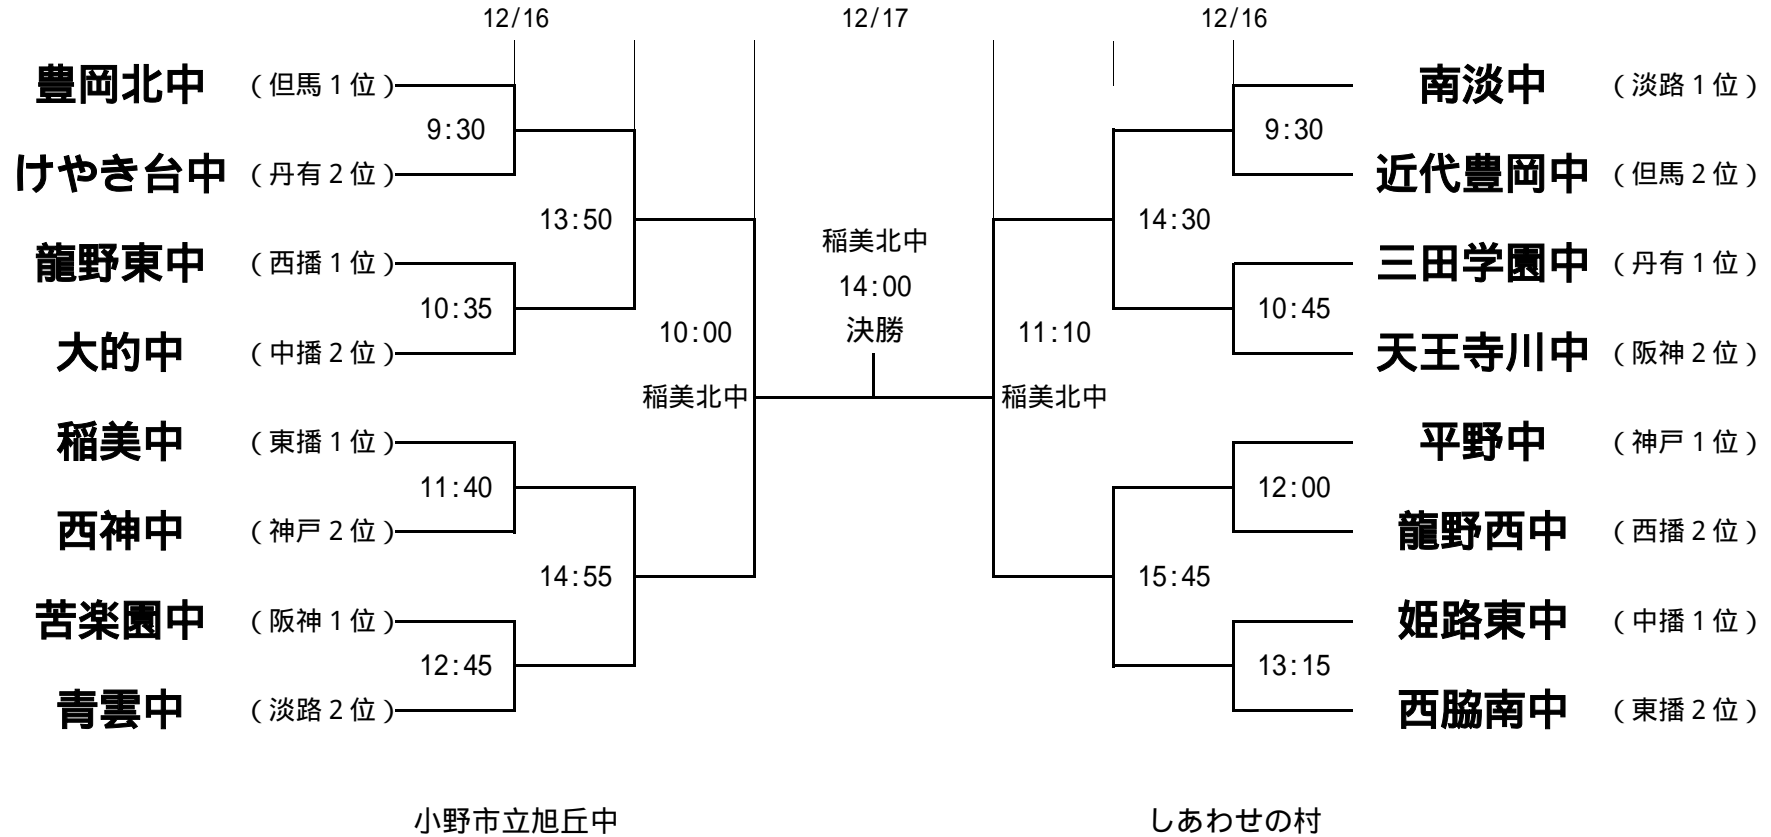 12/16 12/17 12/16
豊岡北中 (但馬1位) 南淡中 (淡路1位)
9:30 9:30
けやき台中 (丹有2位) 近代豊岡中 (但馬2位)
13:50 14:30
稲美北中
龍野東中 (西播1位) 三田学園中 (丹有1位)
14:00
10:35 10:45
10:00 決勝 11:10
大的中 (中播2位) 天王寺川中 (阪神2位)
稲美北中 稲美北中
稲美中 (東播1位) 平野中 (神戸1位)
11:40 12:00
西神中 (神戸2位) 龍野西中 (西播2位)
14:55 15:45
苦楽園中 (阪神1位) 姫路東中 (中播1位)
12:45 13:15
青雲中 (淡路2位) 西脇南中 (東播2位)
小野市立旭丘中 しあわせの村